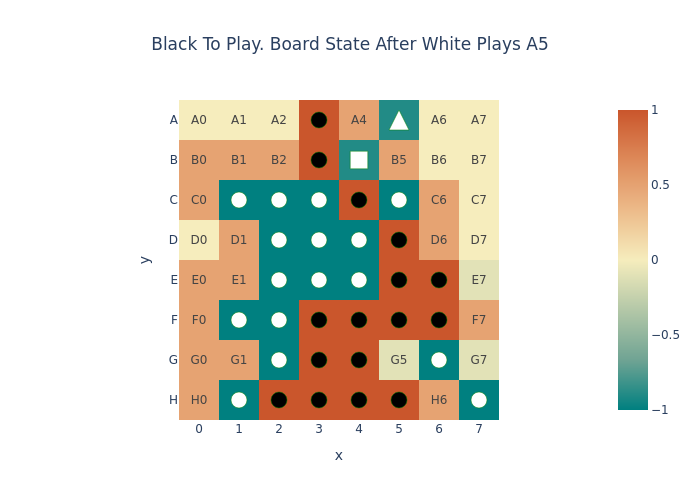 Black To Play. Board State After White Plays A5
A A0 A1 A2 A4 A6 A7 1
B B0 B1 B2 B5 B6 B7
C C0 C6 C7 0.5
D D0 D1 D6 D7
y 0
E E0 E1 E7
F F0 F7 −0.5
G G0 G1 G5 G7
H H0 H6 −1
0 1 2 3 4 5 6 7
x